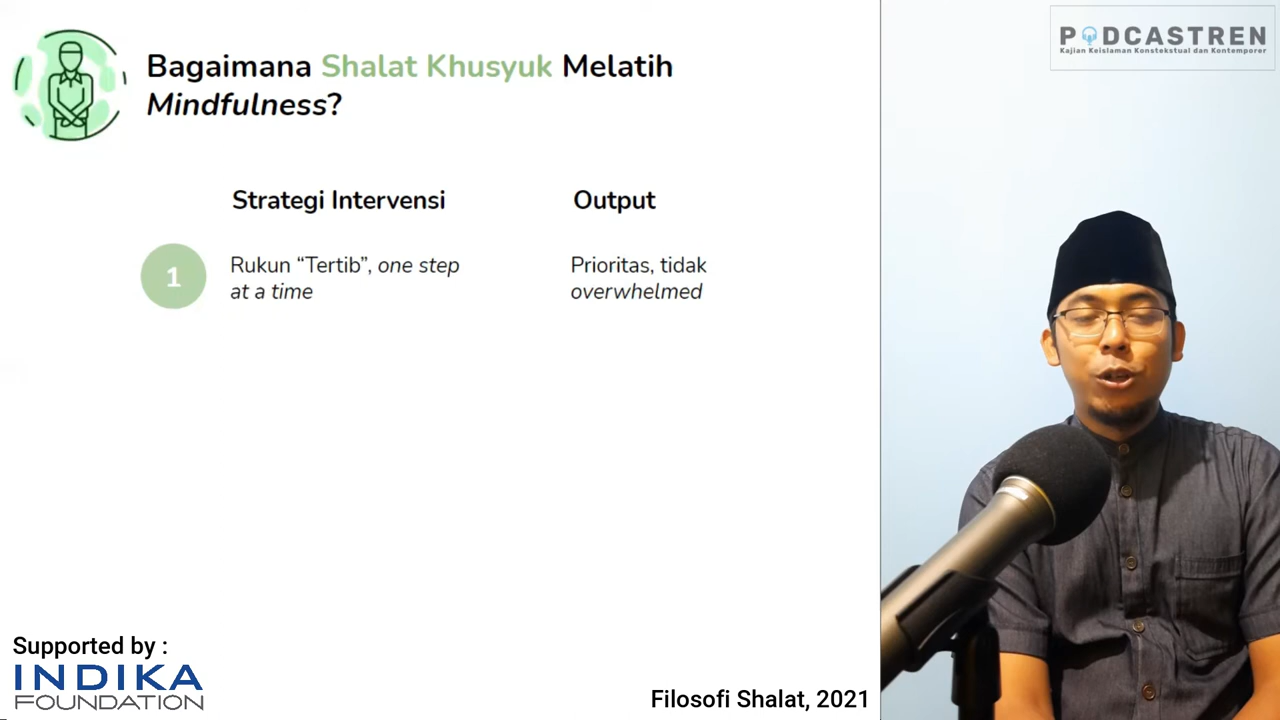 Bagaimana Shalat Khusyuk Melatih
Mindfulness?
Strategi Intervensi
Output
1
Rukun “Tertib”, one step
at a time
Prioritas, tidak
overwhelmed
Supported by :
INDIKA
FOUNDATION
Filosofi Shalat, 2021
PODCASTREN
Kajian Keislaman Konstekstual dan Kontemporer